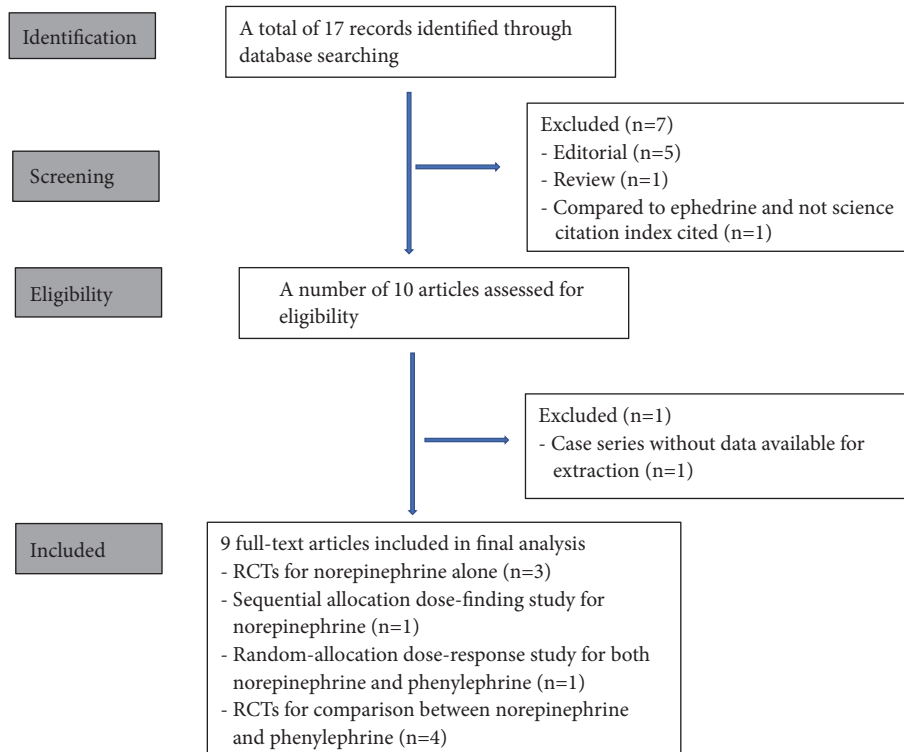 Identification
A total of 17 records identified through
database searching
Screening
Excluded (n=7)
- Editorial (n=5)
- Review (n=1)
- Compared to ephedrine and not science
citation index cited (n=1)
Eligibility
A number of 10 articles assessed for
eligibility
Excluded (n=1)
- Case series without data available for
extraction (n=1)
Included
9 full-text articles included in final analysis
- RCTs for norepinephrine alone (n=3)
- Sequential allocation dose-finding study for
norepinephrine (n=1)
- Random-allocation dose-response study for both
norepinephrine and phenylephrine (n=1)
- RCTs for comparison between norepinephrine
and phenylephrine (n=4)